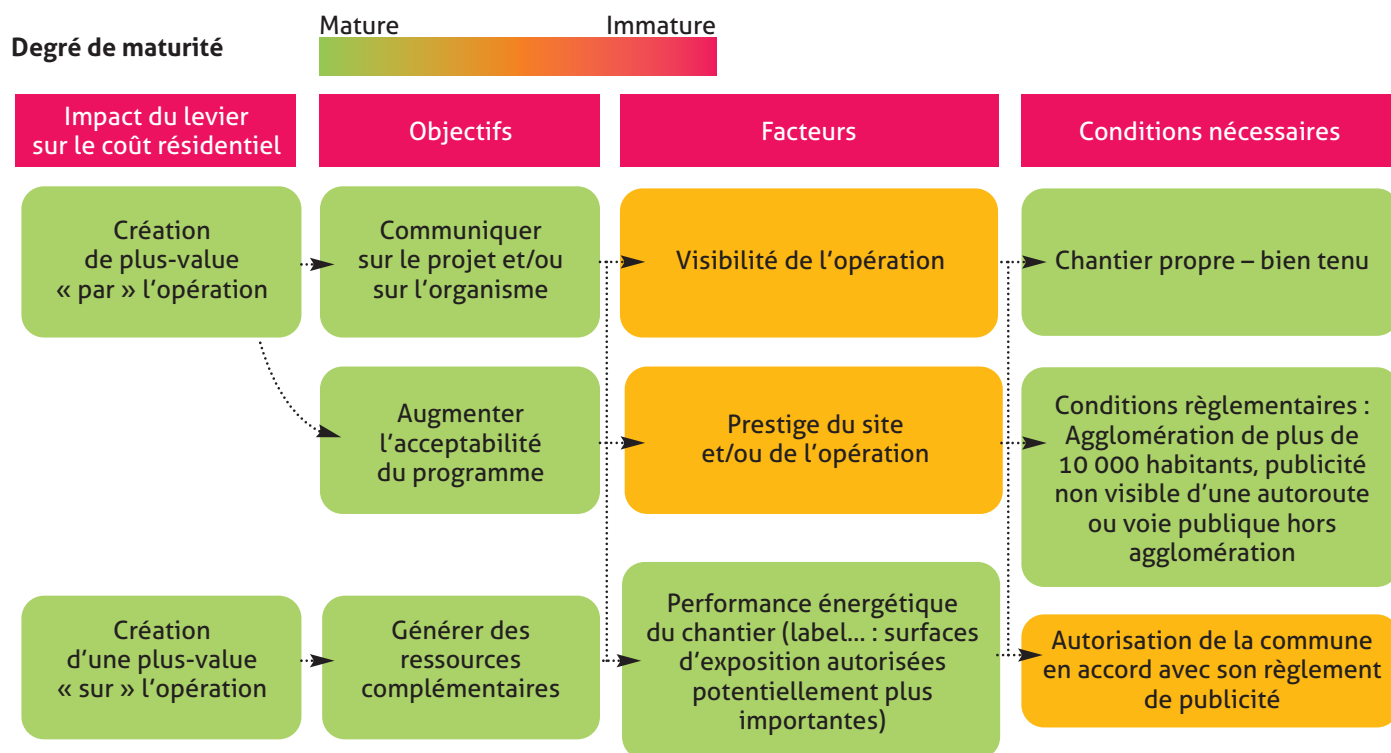 Degré de maturité
Mature
Immature
Impact du levier
sur le coût résidentiel
Objectifs
Facteurs
Conditions nécessaires
Création
de plus-value
« par » l’opération
Communiquer
sur le projet et/ou
sur l’organisme
Visibilité de l’opération
Chantier propre – bien tenu
Augmenter
l’acceptabilité
du programme
Prestige du site
et/ou de l’opération
Conditions règlementaires :
Agglomération de plus de
10 000 habitants, publicité
non visible d’une autoroute
ou voie publique hors
agglomération
Création
d’une plus-value
« sur » l’opération
Générer des
ressources
complémentaires
Performance énergétique
du chantier (label... : surfaces
d’exposition autorisées
potentiellement plus
importantes)
Autorisation de la commune
en accord avec son règlement
de publicité